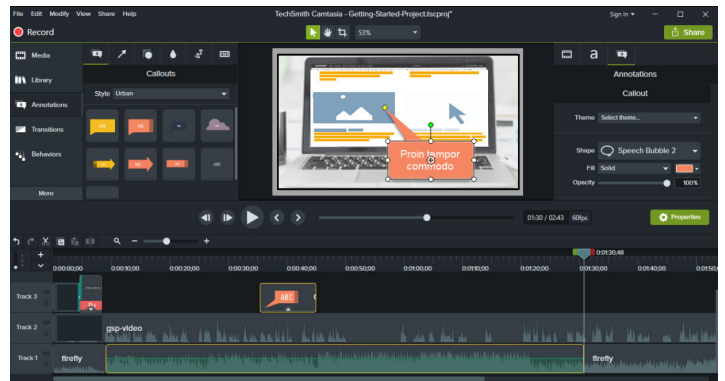 File Edit Modify View Share Help
TechSmith Camtasia - Getting-Started-Project.tscproj*
Sign In
Record
53%
Share
Media
Library
Annotations
Transitions
Behaviors
More
Callouts
Style Urban
ABC
Proin tempor
commodo
Annotations
Callout
Theme Select theme...
Shape Speech Bubble 2
Fill Solid
Opacity 100%
01:30 / 02:43 60fps
Properties
0:01:30;48
0:00:00;00 0:00:10;00 0:00:20;00 0:00:30;00 0:00:40;00 0:00:50;00 0:01:00;00 0:01:10;00 0:01:20;00 0:01:30;00 0:01:40;00 0:01:50;
Track 3
ABC
Track 2
gsp-video
Track 1
firefly
firefly